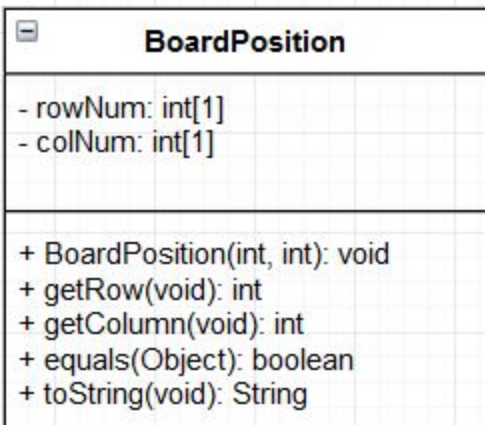 BoardPosition
- rowNum: int[1]
- colNum: int[1]
+ BoardPosition(int, int): void
+ getRow(void): int
+ getColumn(void): int
+ equals(Object): boolean
+ toString(void): String